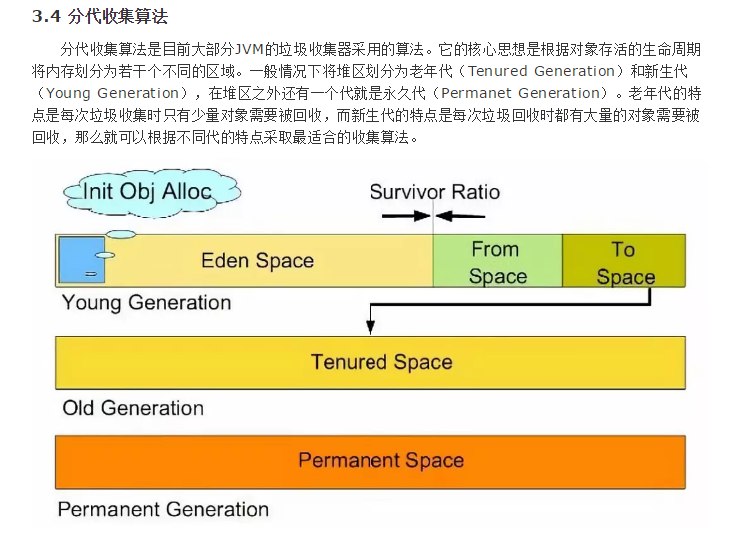 3.4 分代收集算法
分代收集算法是目前大部分JVM的垃圾收集器采用的算法。它的核心思想是根据对象存活的生命周期
将内存划分为若干个不同的区域。一般情况下将堆区划分为老年代（Tenured Generation）和新生代
（Young Generation），在堆区之外还有一个代就是永久代（Permanet Generation）。老年代的特
点是每次垃圾收集时只有少量对象需要被回收，而新生代的特点是每次垃圾回收时都有大量的对象需要被
回收，那么就可以根据不同代的特点采取最适合的收集算法。
Init Obj Alloc
Survivor Ratio
Eden Space
From
Space
To
Space
Young Generation
Tenured Space
Old Generation
Permanent Space
Permanent Generation